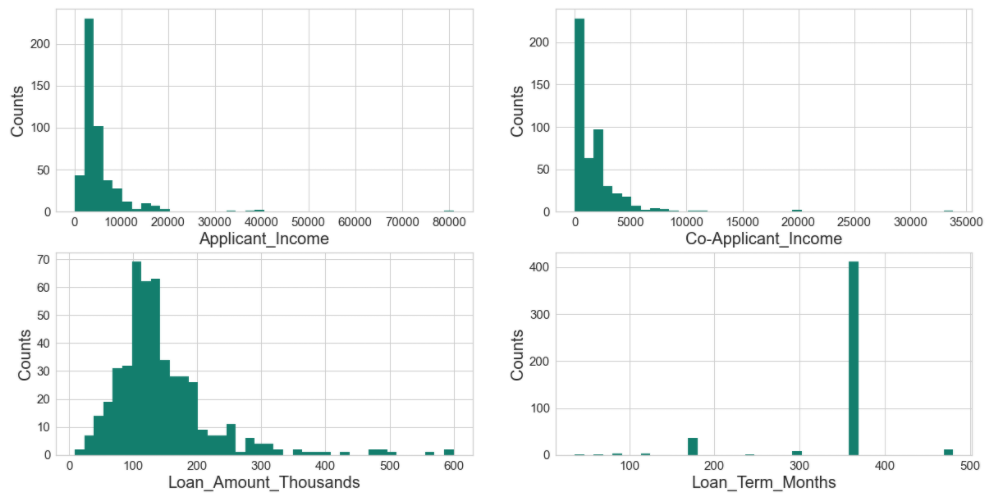 200
150
100
50
0
Counts
0 10000 20000 30000 40000 50000 60000 70000 80000
Applicant_Income
200
150
100
50
0
Counts
0 5000 10000 15000 20000 25000 30000 35000
Co-Applicant_Income
70
60
50
40
30
20
10
0
Counts
0 100 200 300 400 500 600
Loan_Amount_Thousands
400
300
200
100
0
Counts
100 200 300 400 500
Loan_Term_Months